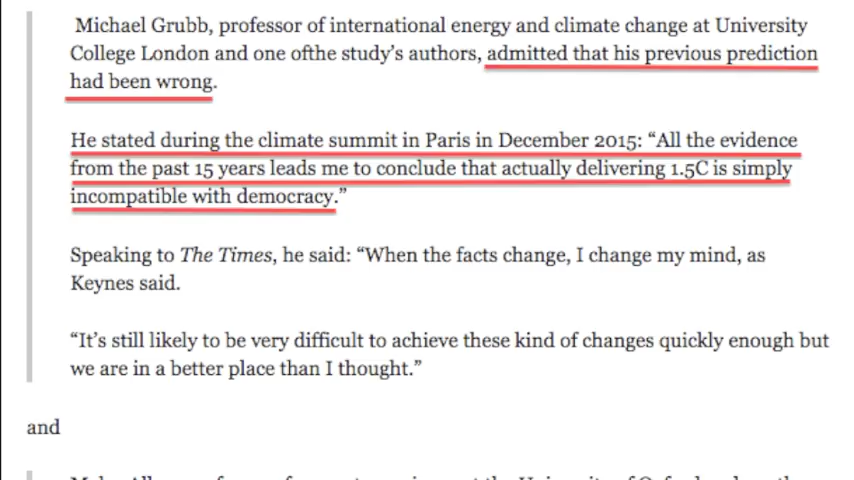 Michael Grubb, professor of international energy and climate change at University
College London and one ofthe study's authors, admitted that his previous prediction
had been wrong.
He stated during the climate summit in Paris in December 2015: “All the evidence
from the past 15 years leads me to conclude that actually delivering 1.5C is simply
incompatible with democracy.”
Speaking to The Times, he said: “When the facts change, I change my mind, as
Keynes said.
“It's still likely to be very difficult to achieve these kind of changes quickly enough but
we are in a better place than I thought.”
and